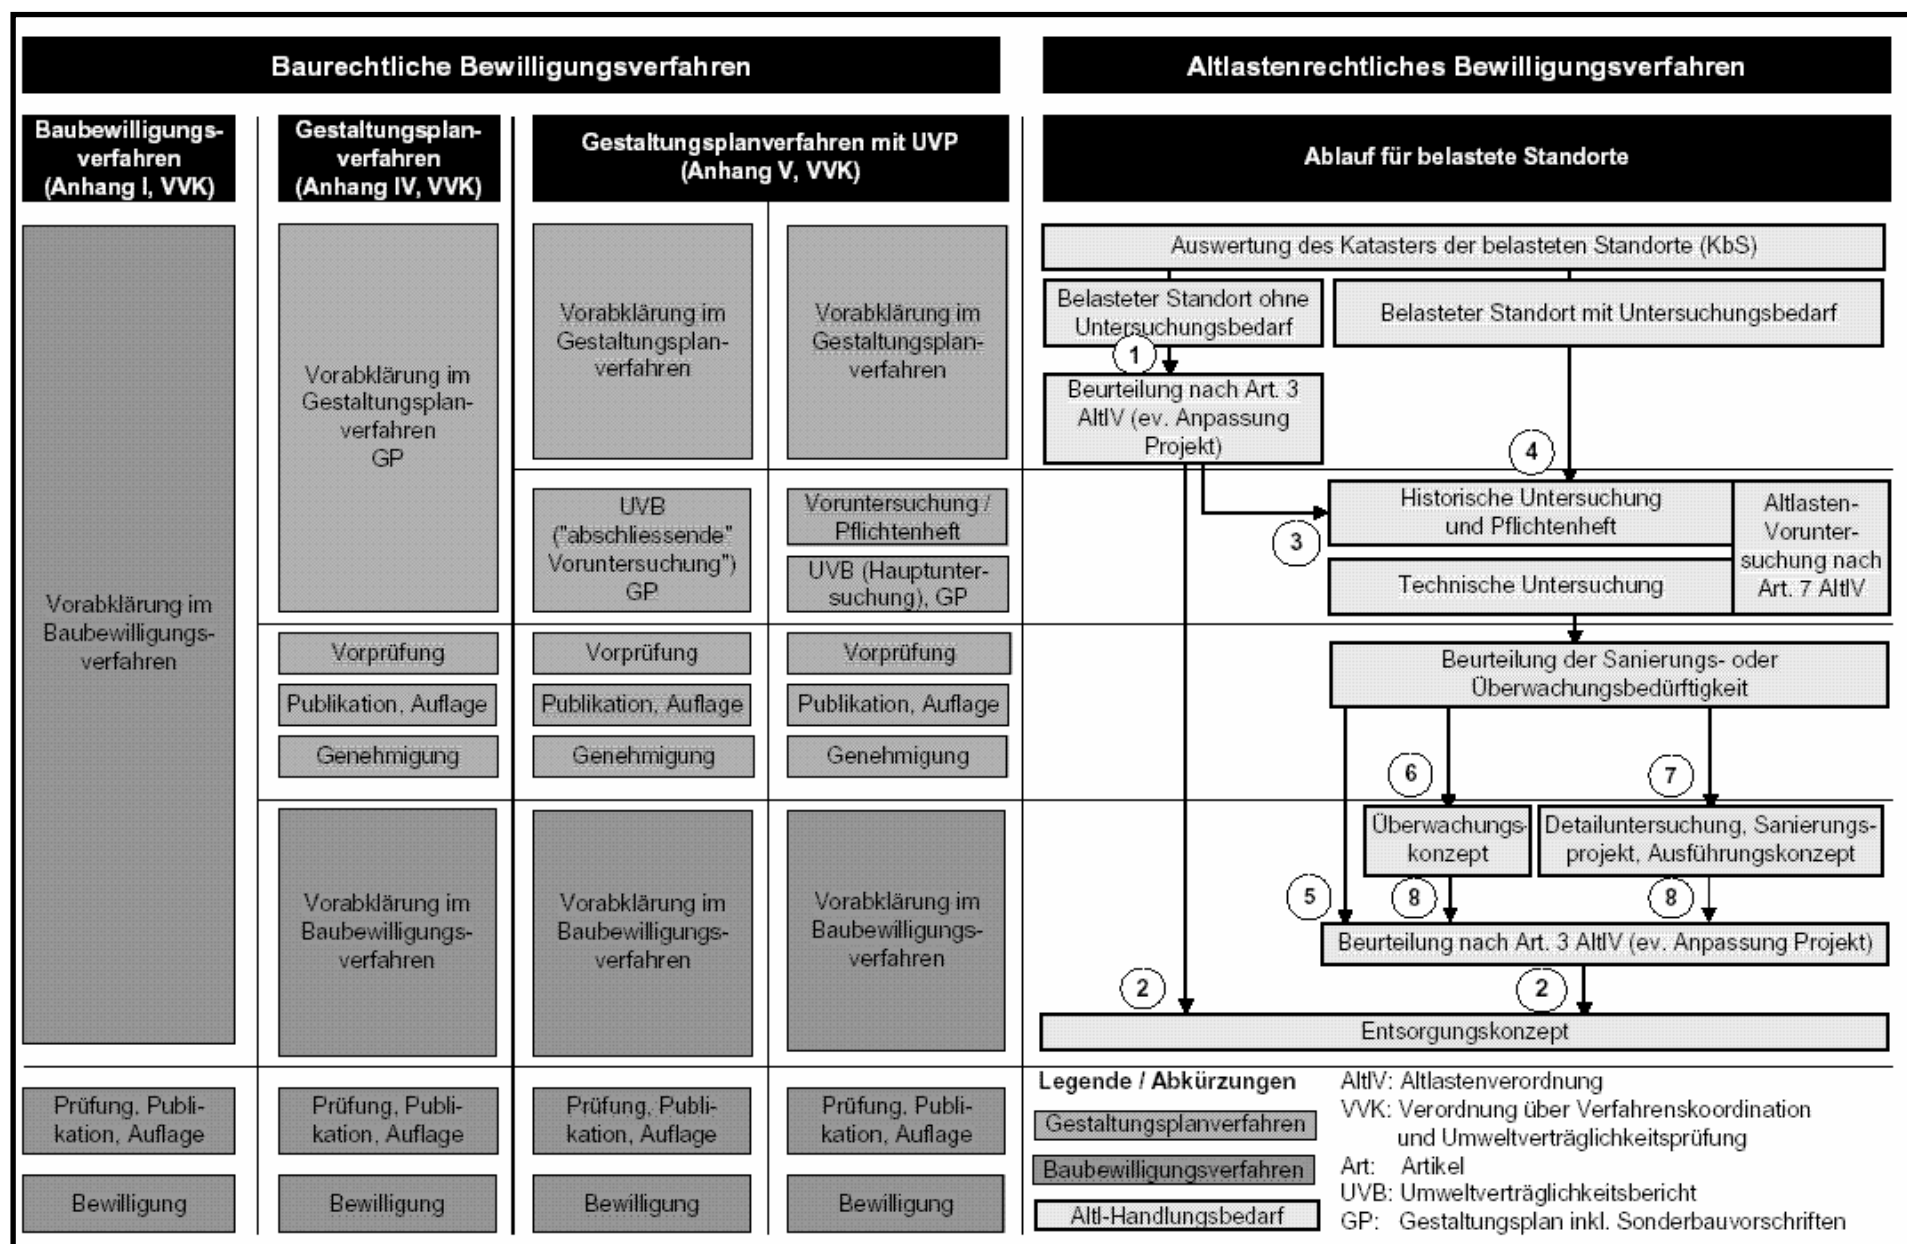 Baurechtliche Bewilligungsverfahren
Altlastenrechtliches Bewilligungsverfahren
Baubewilligungs-
verfahren
(Anhang I, VVK)
Gestaltungsplan-
verfahren
(Anhang IV, VVK)
Gestaltungsplanverfahren mit UVP
(Anhang V, VVK)
Ablauf für belastete Standorte
Vorabklärung im
Baubewilligungs-
verfahren
Prüfung, Publi-
kation, Auflage
Bewilligung
Vorabklärung im
Gestaltungsplan-
verfahren
GP
Vorprüfung
Publikation, Auflage
Genehmigung
Vorabklärung im
Baubewilligungs-
verfahren
Prüfung, Publi-
kation, Auflage
Bewilligung
Vorabklärung im
Gestaltungsplan-
verfahren
UVB
("abschliessende"
Voruntersuchung")
GP
Vorprüfung
Publikation, Auflage
Genehmigung
Vorabklärung im
Baubewilligungs-
verfahren
Prüfung, Publi-
kation, Auflage
Bewilligung
Vorabklärung im
Gestaltungsplan-
verfahren
Voruntersuchung /
Pflichtenheft
UVB (Hauptunter-
suchung), GP
Vorprüfung
Publikation, Auflage
Genehmigung
Vorabklärung im
Baubewilligungs-
verfahren
Prüfung, Publi-
kation, Auflage
Bewilligung
Auswertung des Katasters der belasteten Standorte (KbS)
Belasteter Standort ohne
Untersuchungsbedarf
Belasteter Standort mit Untersuchungsbedarf
1
Beurteilung nach Art. 3
AltlV (ev. Anpassung
Projekt)
4
3
Historische Untersuchung
und Pflichtenheft
Technische Untersuchung
Altlasten-
Vorunter-
suchung nach
Art. 7 AltlV
Beurteilung der Sanierungs- oder
Überwachungsbedürftigkeit
6
7
Überwachungs-
konzept
Detailuntersuchung, Sanierungs-
projekt, Ausführungskonzept
5
8
8
Beurteilung nach Art. 3 AltlV (ev. Anpassung Projekt)
2
2
Entsorgungskonzept
Legende / Abkürzungen
Gestaltungsplanverfahren
Baubewilligungsverfahren
Altl-Handlungsbedarf
AltlV: Altlastenverordnung
VVK: Verordnung über Verfahrenskoordination
und Umweltverträglichkeitsprüfung
Art: Artikel
UVB: Umweltverträglichkeitsbericht
GP: Gestaltungsplan inkl. Sonderbauvorschriften